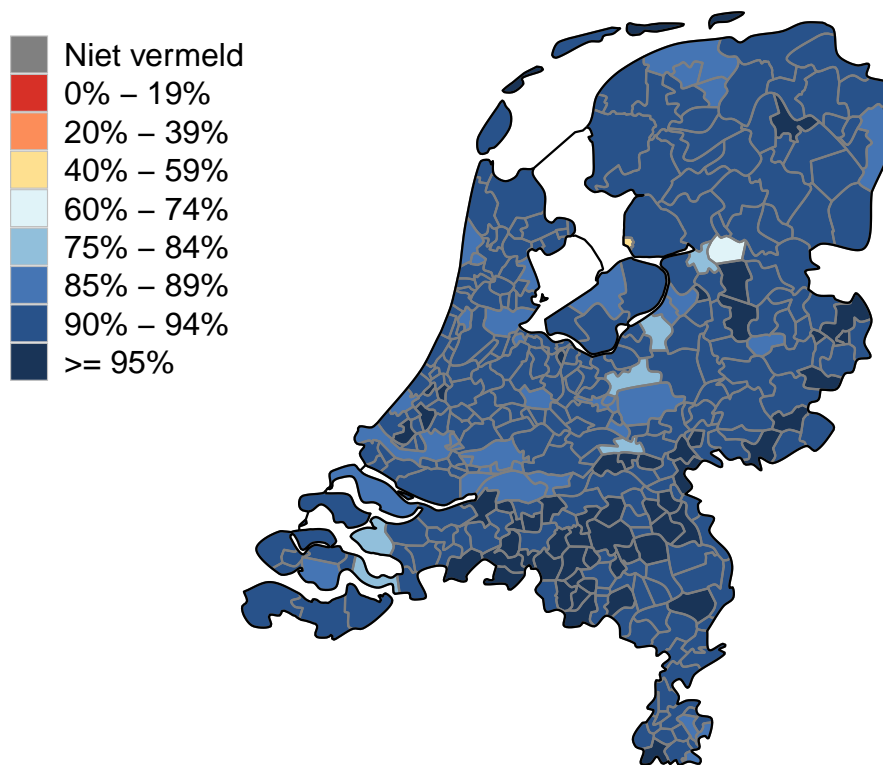 Niet vermeld
0% – 19%
20% – 39%
40% – 59%
60% – 74%
75% – 84%
85% – 89%
90% – 94%
>= 95%